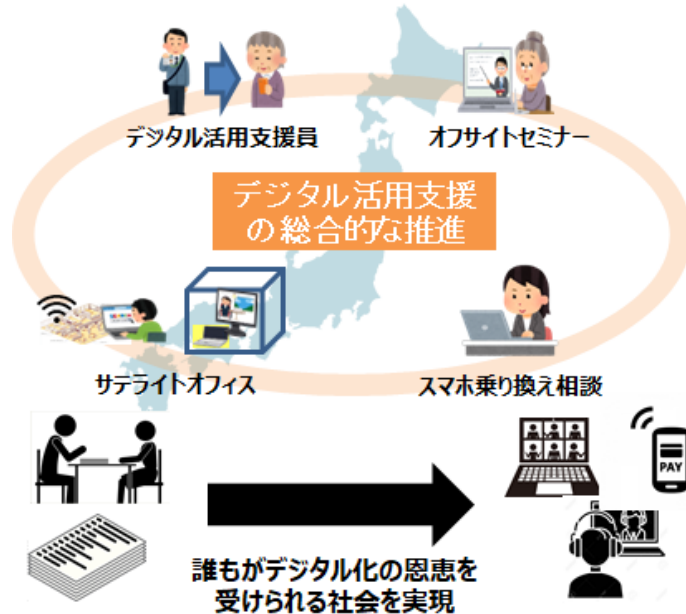 デジタル活用支援員
オフサイトセミナー
デジタル活用支援
の総合的な推進
サテライトオフィス
スマホ乗り換え相談
PAY
誰もがデジタル化の恩恵を
受けられる社会を実現